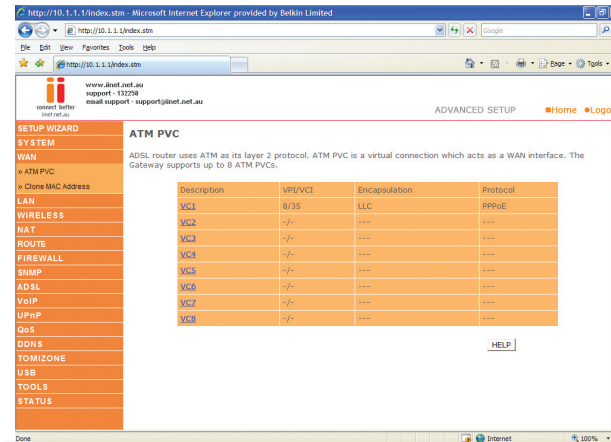 http://10.1.1.1/index.stm - Microsoft Internet Explorer provided by Belkin Limited
http://10.1.1.1/index.stm
Google
File Edit View Favorites Tools Help
http://10.1.1.1/index.stm
Page Tools
connect better
iinet.net.au
www.iinet.net.au
support - 132258
email support - support@iinet.net.au
ADVANCED SETUP Home Logo
SETUP WIZARD
SYSTEM
WAN
» ATM PVC
» Clone MAC Address
LAN
WIRELESS
NAT
ROUTE
FIREWALL
SNMP
ADSL
VoIP
UPnP
QoS
DDNS
TOMIZONE
USB
TOOLS
STATUS
ATM PVC
ADSL router uses ATM as its layer 2 protocol. ATM PVC is a virtual connection which acts as a WAN interface. The
Gateway supports up to 8 ATM PVCs.
Description VPI/VCI Encapsulation Protocol
VC1 8/35 LLC PPPoE
VC2 -/- --- ---
VC3 -/- --- ---
VC4 -/- --- ---
VC5 -/- --- ---
VC6 -/- --- ---
VC7 -/- --- ---
VC8 -/- --- ---
HELP
Done Internet 100%